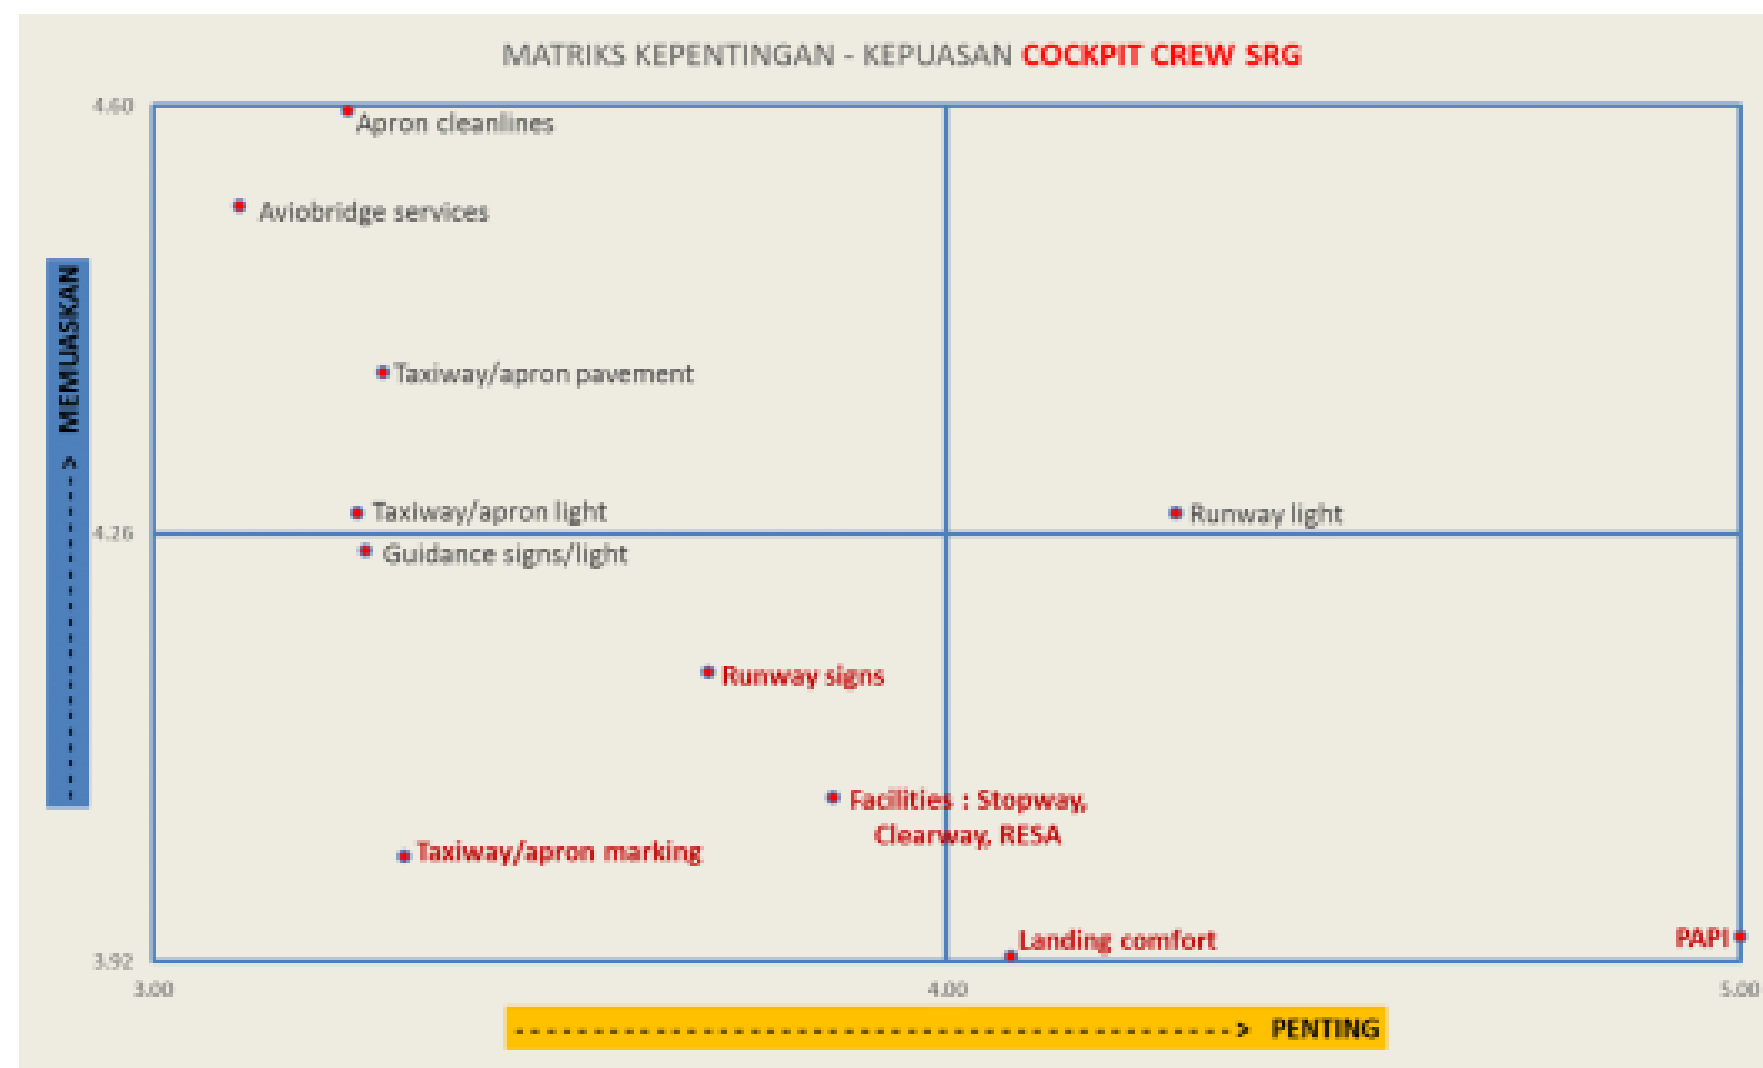 MATRIKS KEPENTINGAN - KEPUASAN COCKPIT CREW SRG
4.60
Apron cleanlines
Aviobridge services
MEMUASKAN
Taxiway/apron pavement
Taxiway/apron light
Runway light
4.26
Guidance signs/light
Runway signs
Facilities : Stopway,
Clearway, RESA
Taxiway/apron marking
Landing comfort
PAPI
3.92
3.00
4.00
5.00
--------------------------> PENTING